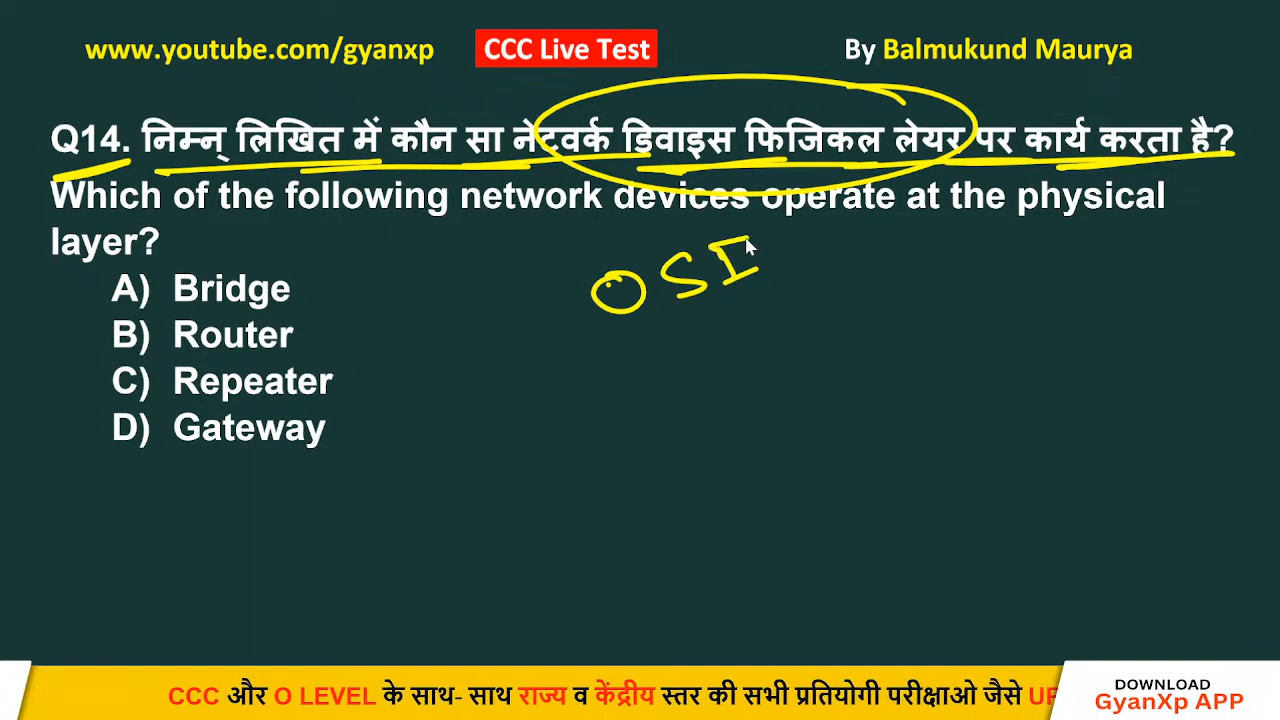 www.youtube.com/gyanxp CCC Live Test By Balmukund Maurya
Q14. निम्न् लिखित में कौन सा नेटवर्क डिवाइस फिजिकल लेयर पर कार्य करता है?
Which of the following network devices operate at the physical
layer?
OSI
A) Bridge
B) Router
C) Repeater
D) Gateway
CCC और O LEVEL के साथ- साथ राज्य व केंद्रीय स्तर की सभी प्रतियोगी परीक्षाओ जैसे UP
DOWNLOAD
GyanXp APP